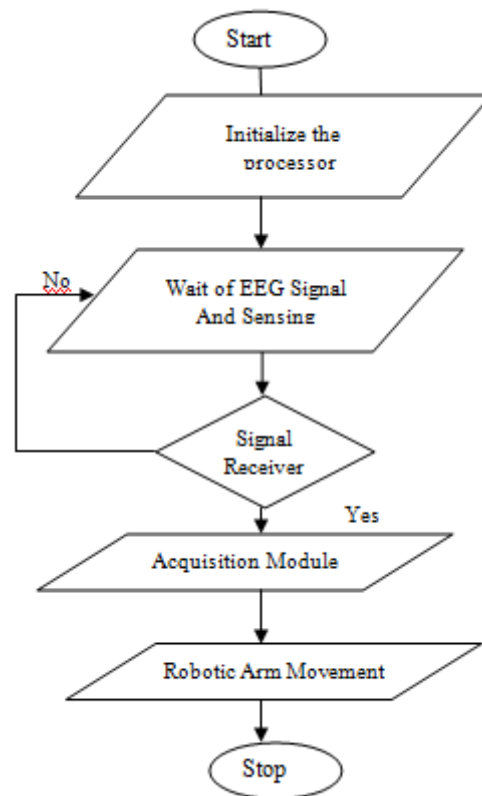 Start
Initialize the
processor
No
Wait of EEG Signal
And Sensing
Signal
Receiver
Yes
Acquisition Module
Robotic Arm Movement
Stop